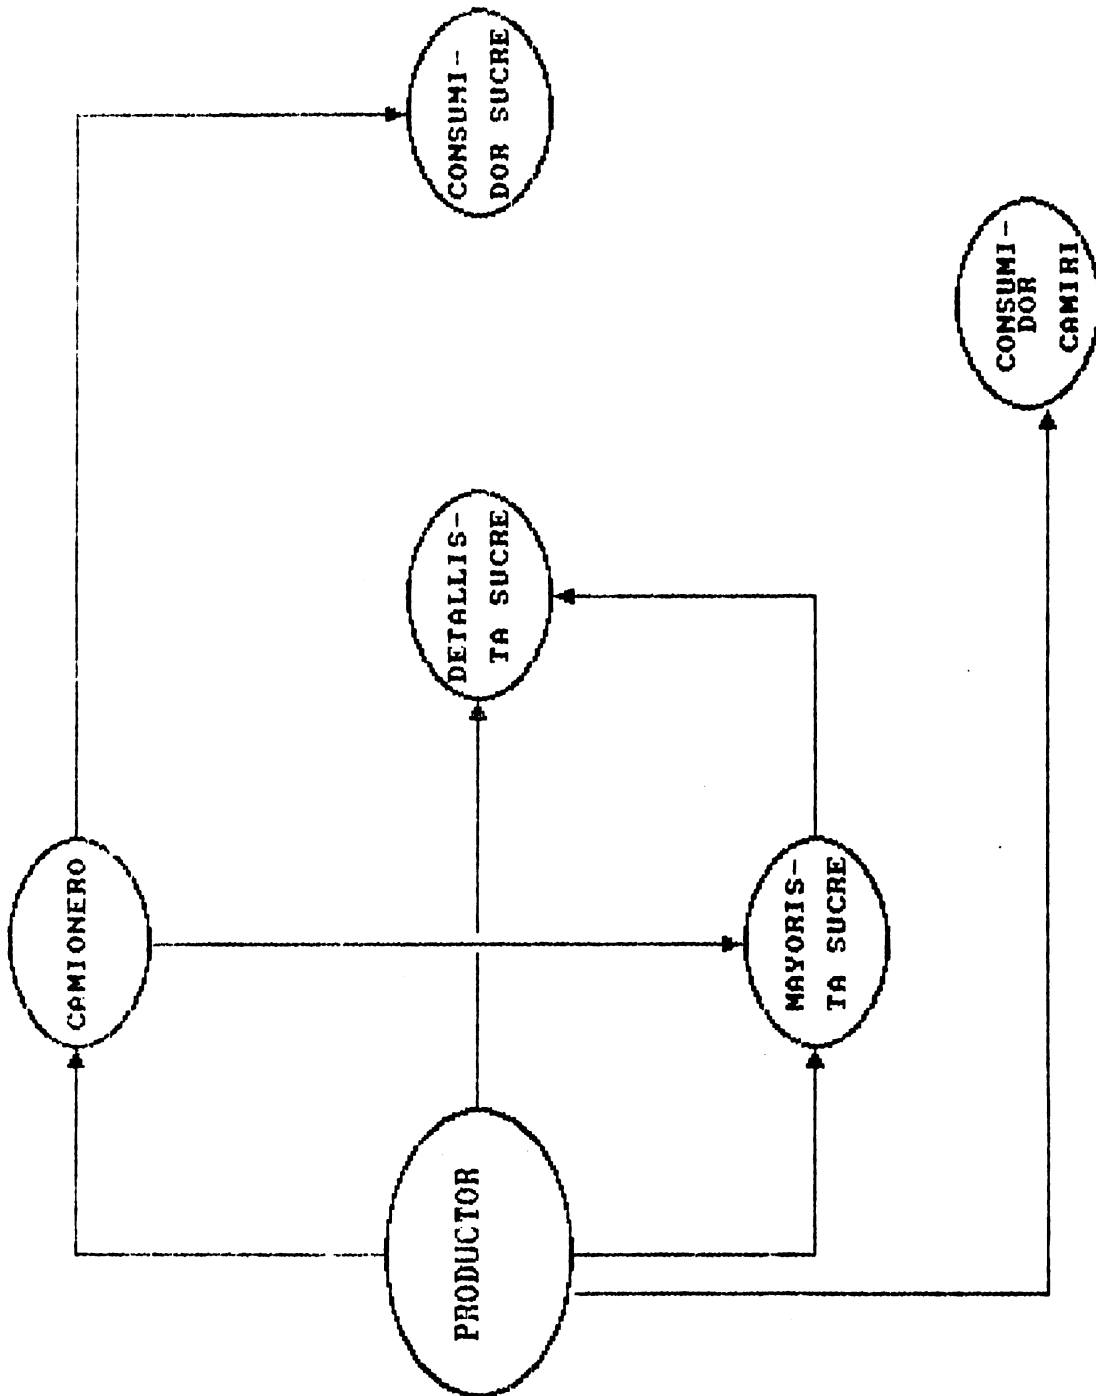 CAMIONERO
PRODUCTOR
DETALLIS-
TA SUCRE
CONSUMI-
DOR SUCRE
MAYORIS-
TA SUCRE
CONSUMI-
DOR
CAMIRI